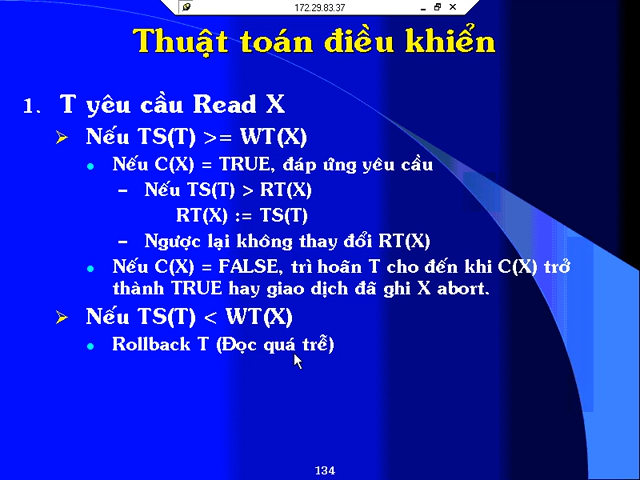 172.29.83.37
Thuật toán điều khiển
1. T yêu cầu Read X
Nếu TS(T) >= WT(X)
Nếu C(X) = TRUE, đáp ứng yêu cầu
– Nếu TS(T) > RT(X)
RT(X) := TS(T)
– Ngược lại không thay đổi RT(X)
Nếu C(X) = FALSE, trì hoãn T cho đến khi C(X) trở
thành TRUE hay giao dịch đã ghi X abort.
Nếu TS(T) < WT(X)
Rollback T (Đọc quá trễ)
134